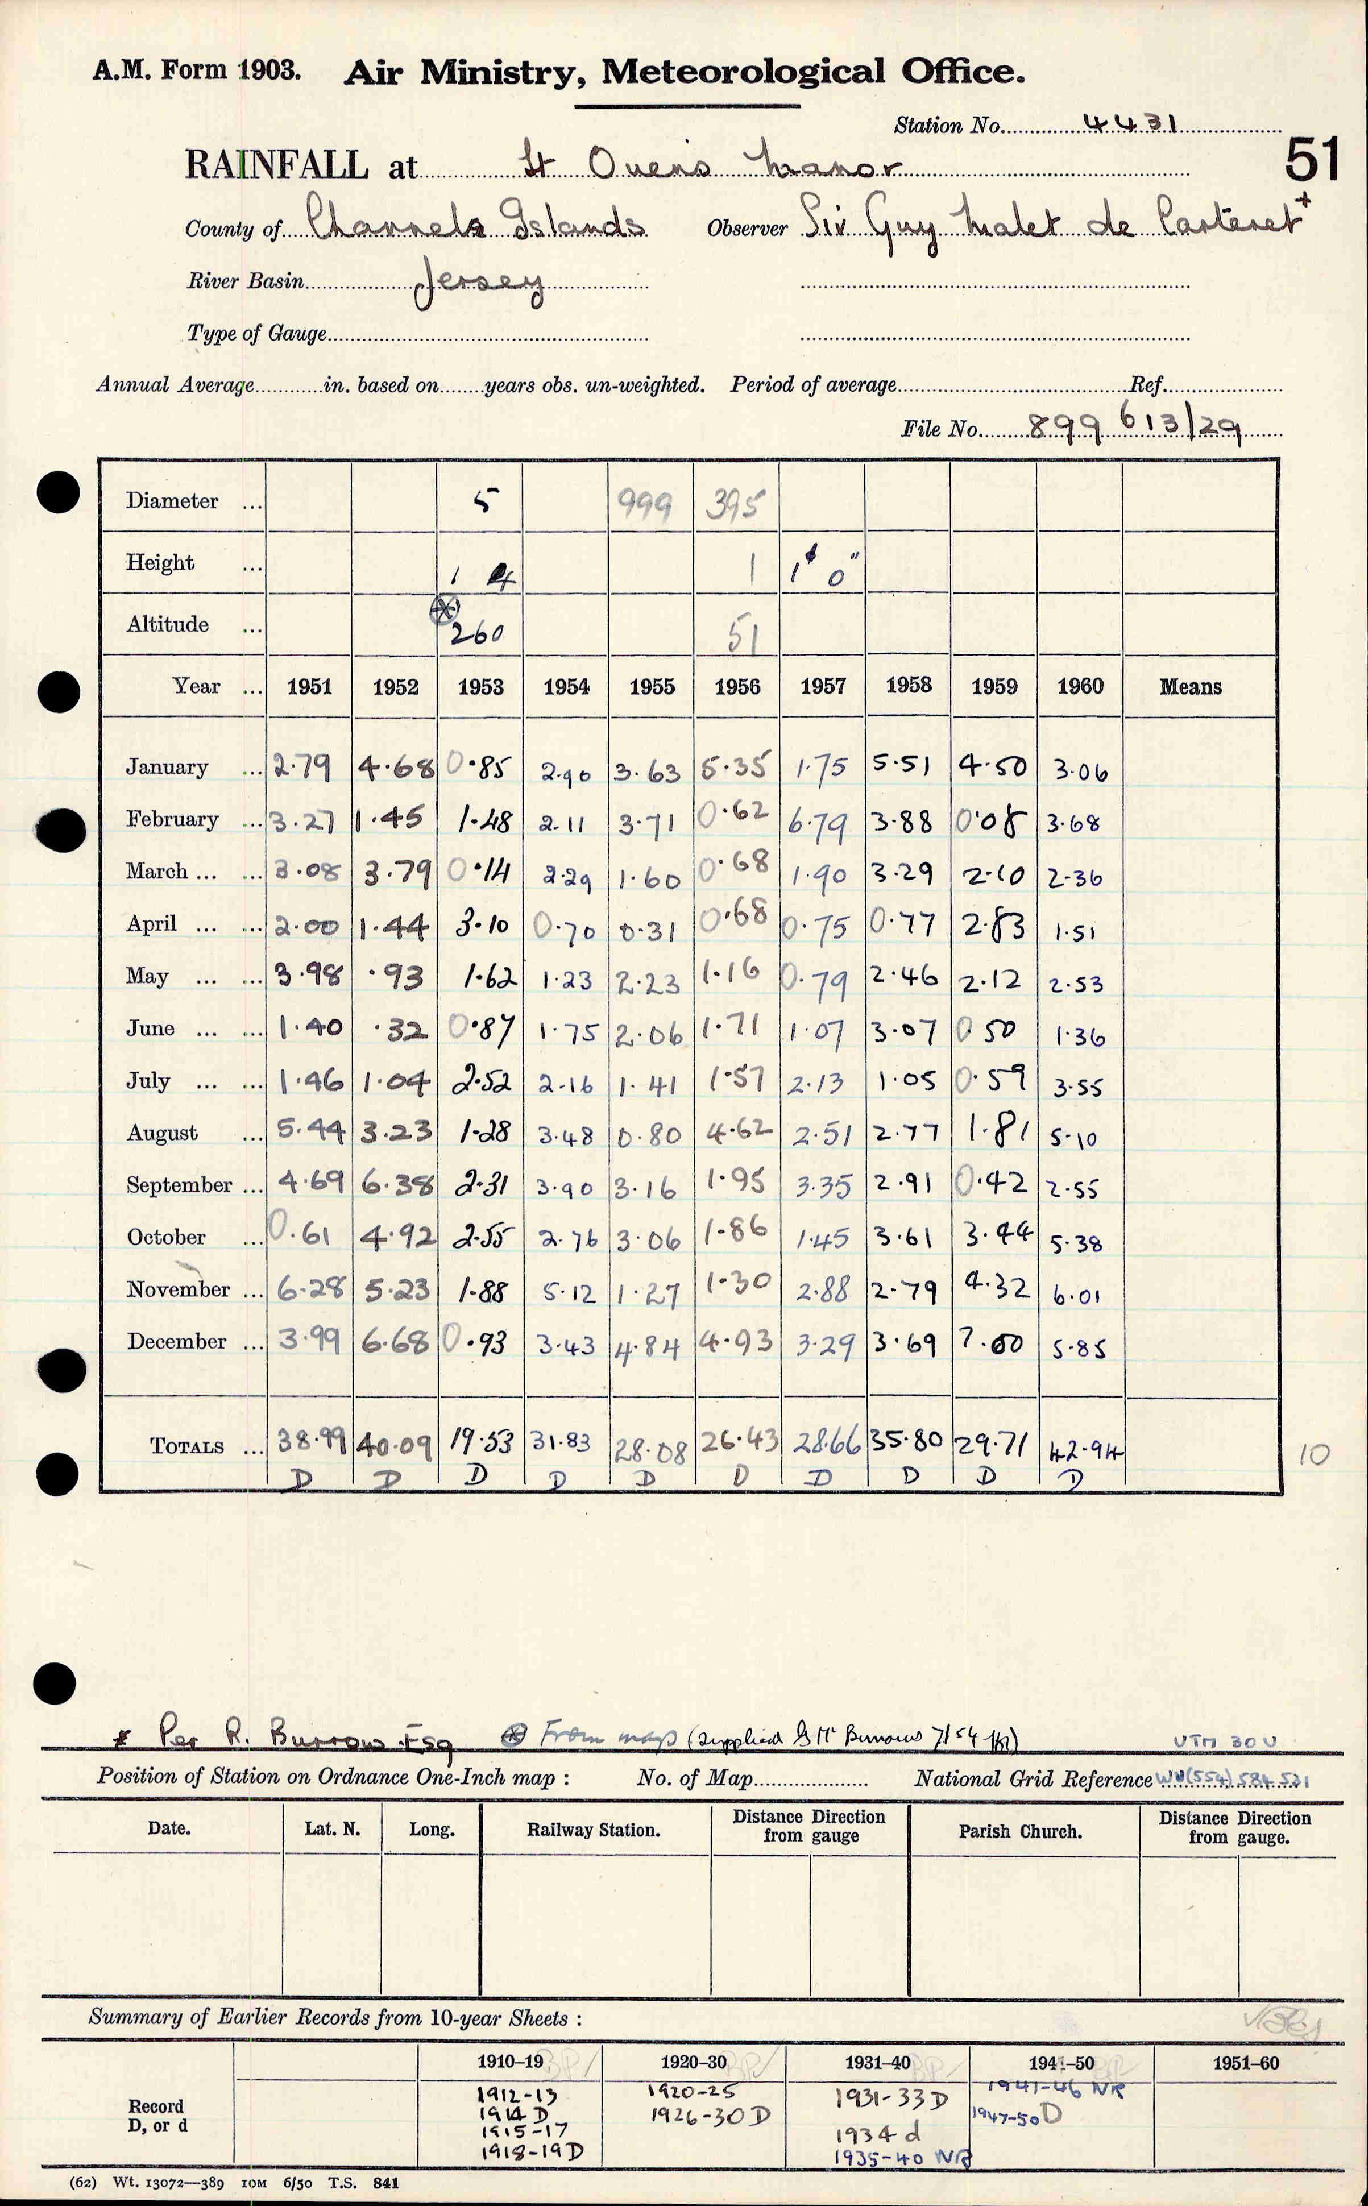 A.M. Form 1903. Air Ministry, Meteorological Office.
Station No. 4431
51
RAINFALL at St Ouens Manor
County of Channels Islands Observer Sir Guy Malet de Carteret +
River Basin Jersey
Type of Gauge
Annual Average in. based on years obs. un-weighted. Period of average Ref.
File No. 899 613/29
Diameter ... 5 999 395
Height ... 1 4 1 1' 0"
Altitude ... 260 51
Year ... 1951 1952 1953 1954 1955 1956 1957 1958 1959 1960 Means
January ... 2.79 4.68 0.85 2.90 3.63 5.35 1.75 5.51 4.50 3.06
February ... 3.27 1.45 1.48 2.11 3.71 0.62 6.79 3.88 0.08 3.68
March ... ... 3.08 3.79 0.14 2.29 1.60 0.68 1.90 3.29 2.10 2.36
April ... ... 2.00 1.44 3.10 0.70 0.31 0.68 0.75 0.77 2.83 1.51
May ... ... 3.98 .93 1.62 1.23 2.23 1.16 0.79 2.46 2.12 2.53
June ... ... 1.40 .32 0.87 1.75 2.06 1.71 1.07 3.07 0 50 1.36
July ... ... 1.46 1.04 2.52 2.16 1.41 1.57 2.13 1.05 0.59 3.55
August ... 5.44 3.23 1.28 3.48 0.80 4.62 2.51 2.77 1.81 5.10
September ... 4.69 6.38 2.31 3.90 3.16 1.95 3.35 2.91 0.42 2.55
October ... 0.61 4.92 2.55 2.76 3.06 1.86 1.45 3.61 3.44 5.38
November ... 6.28 5.23 1.88 5.12 1.27 1.30 2.88 2.79 4.32 6.01
December ... 3.99 6.68 0.93 3.43 4.84 4.93 3.29 3.69 7.00 5.85
TOTALS ... 38.99 40.09 19.53 31.83 28.08 26.43 28.66 35.80 29.71 42.94 10
D D D D D D D D D D
Per R. Burrow Esq From map (supplied by Mr Burrows 7/54) UTM 30U
Position of Station on Ordnance One-Inch map : No. of Map National Grid Reference WV(554) 584 521
Date. Lat. N. Long. Railway Station. Distance from gauge Direction Parish Church. Distance from gauge. Direction
Summary of Earlier Records from 10-year Sheets :
1910–19 1920–30 1931–40 1941–50 1951–60
Record D, or d
1912-13 1920-25 1931-33 D 1941-46 NR
1914 D 1926-30 D 1934 d 1947-50 D
1915-17 1935-40 NR
1918-19 D
(62) Wt. 13072—389 10M 6/50 T.S. 841